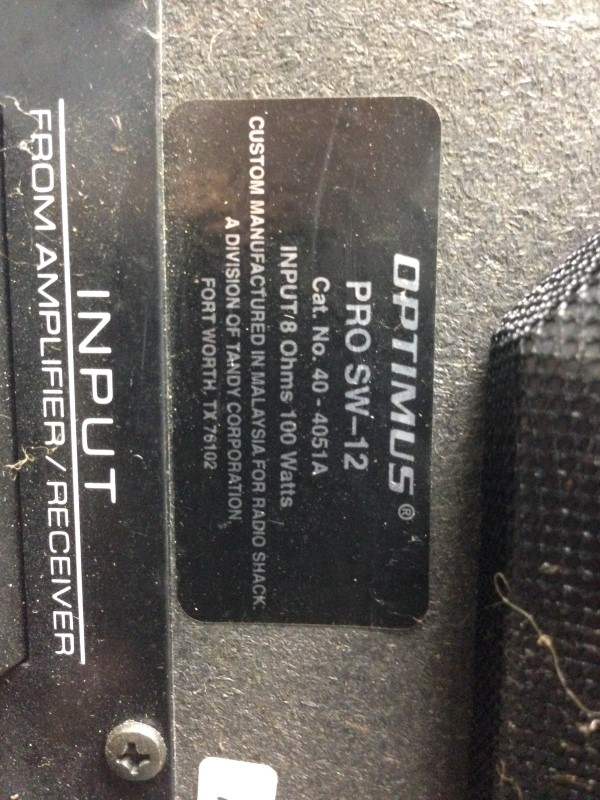 OPTIMUS®
PRO SW-12
Cat. No. 40 - 4051A
INPUT/8 Ohms 100 Watts
CUSTOM MANUFACTURED IN MALAYSIA FOR RADIO SHACK.
A DIVISION OF TANDY CORPORATION,
FORT WORTH, TX 76102
INPUT
FROM AMPLIFIER / RECEIVER